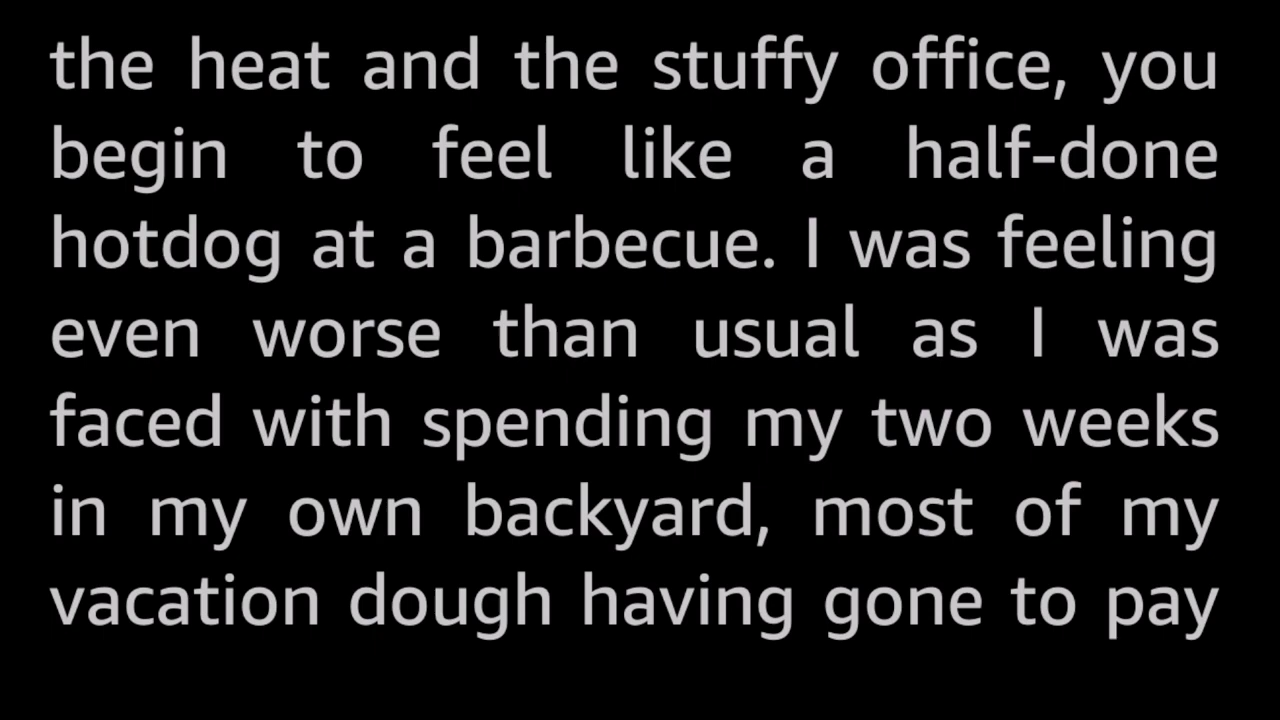 the heat and the stuffy office, you
begin to feel like a half-done
hotdog at a barbecue. I was feeling
even worse than usual as I was
faced with spending my two weeks
in my own backyard, most of my
vacation dough having gone to pay